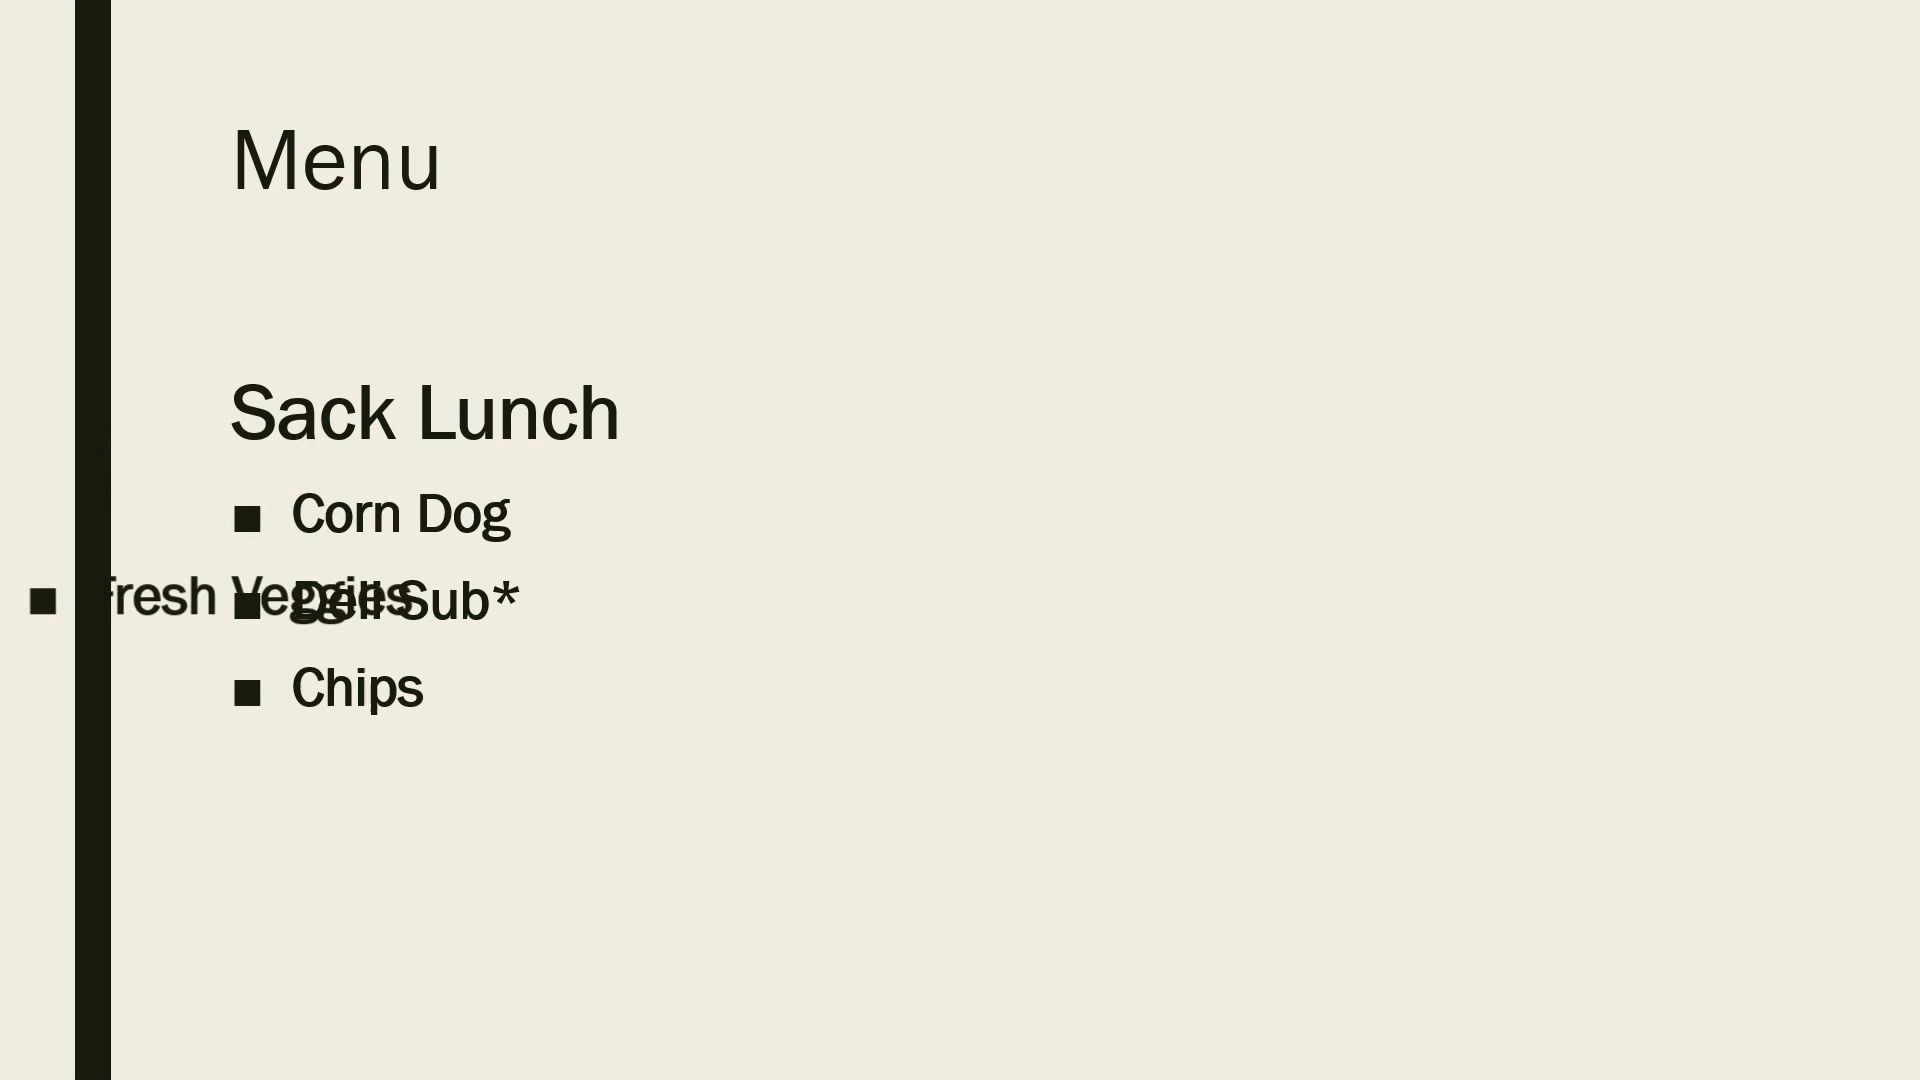 Menu
Sack Lunch
■ Corn Dog
■ Fresh Veggies
■ Deli Sub*
■ Chips